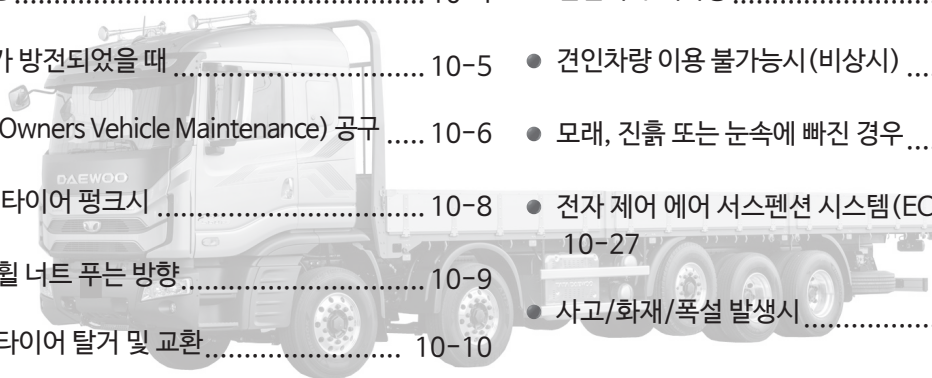 가 방전되었을 때 10-5
Owners Vehicle Maintenance) 공구 10-6
타이어 펑크시 10-8
휠 너트 푸는 방향 10-9
타이어 탈거 및 교환 10-10
● 견인차량 이용 불가능시(비상시)
● 모래, 진흙 또는 눈속에 빠진 경우
● 전자 제어 에어 서스펜션 시스템(EC
10-27
● 사고/화재/폭설 발생시
DAEWOO